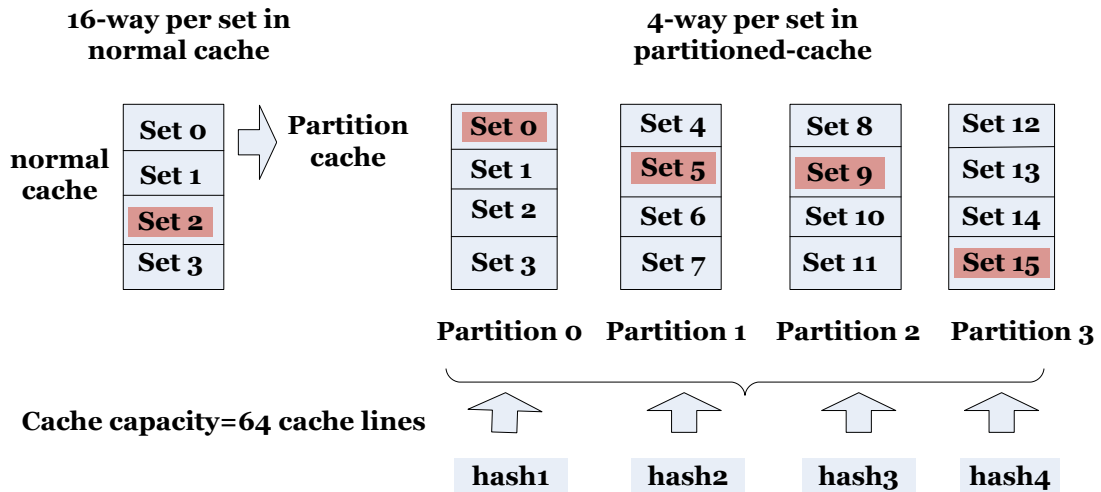 16-way per set in
normal cache
4-way per set in
partitioned-cache
normal
cache
Set 0
Set 1
Set 2
Set 3
Partition
cache
Set 0
Set 1
Set 2
Set 3
Set 4
Set 5
Set 6
Set 7
Set 8
Set 9
Set 10
Set 11
Set 12
Set 13
Set 14
Set 15
Partition 0
Partition 1
Partition 2
Partition 3
Cache capacity=64 cache lines
hash1
hash2
hash3
hash4